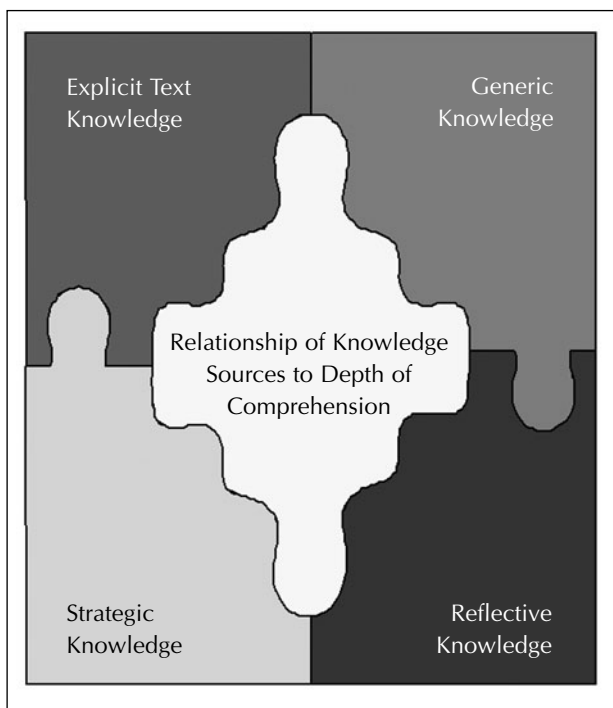 Explicit Text
Knowledge
Generic
Knowledge
Relationship of Knowledge
Sources to Depth of
Comprehension
Strategic
Knowledge
Reflective
Knowledge